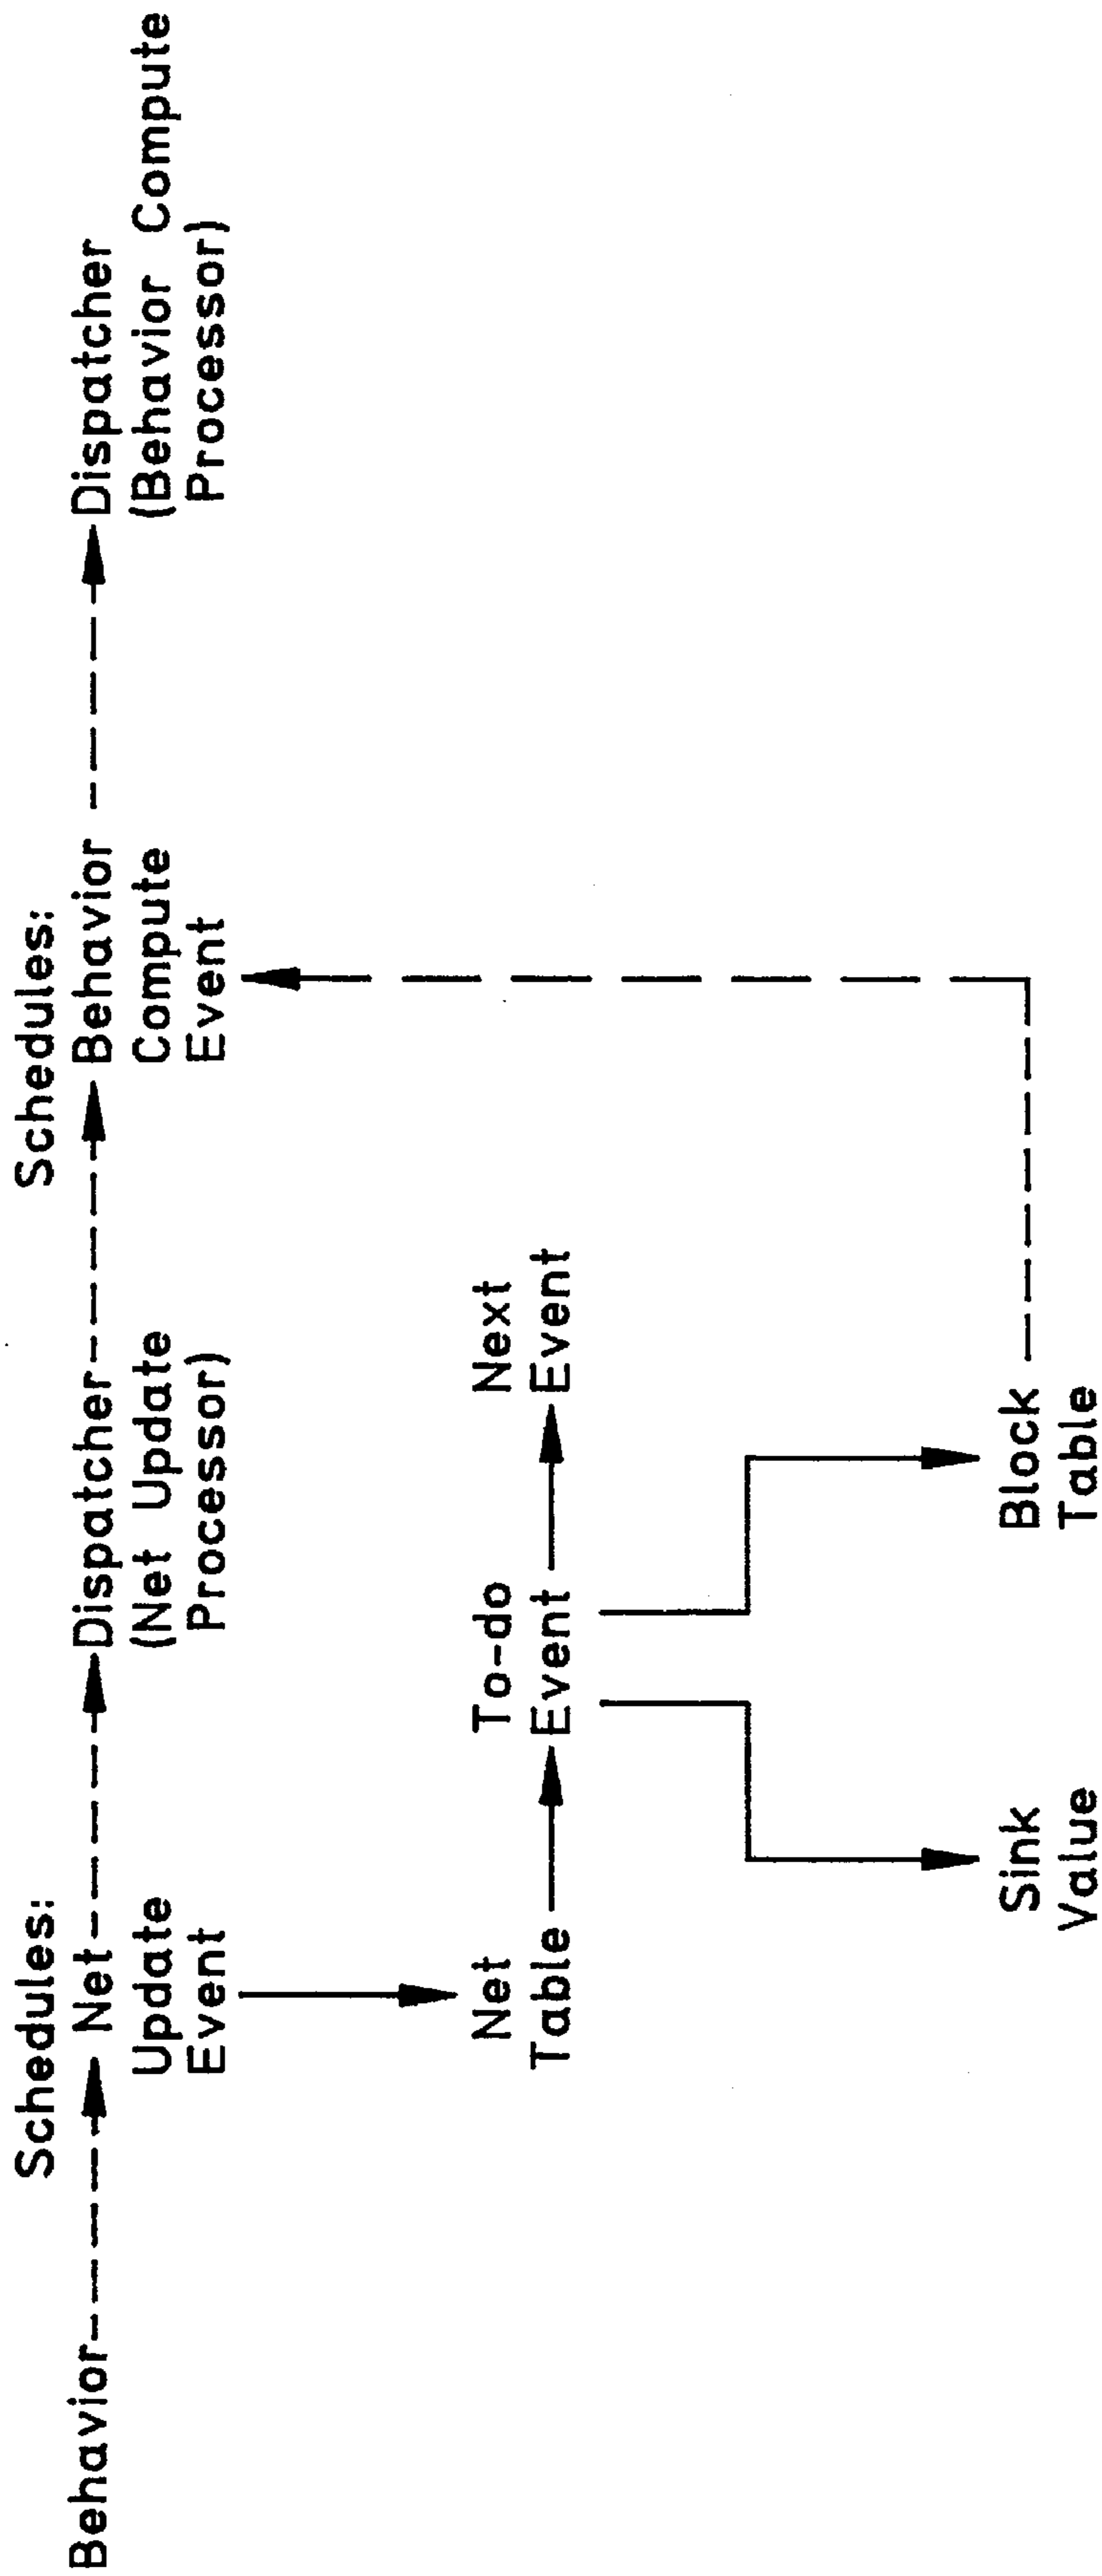 Schedules:
Schedules:
Behavior
Net
Update
Event
Dispatcher
(Net Update
Processor)
Behavior
Compute
Event
Dispatcher
(Behavior Compute
Processor)
Net
Table
To-do
Event
Next
Event
Sink
Value
Block
Table